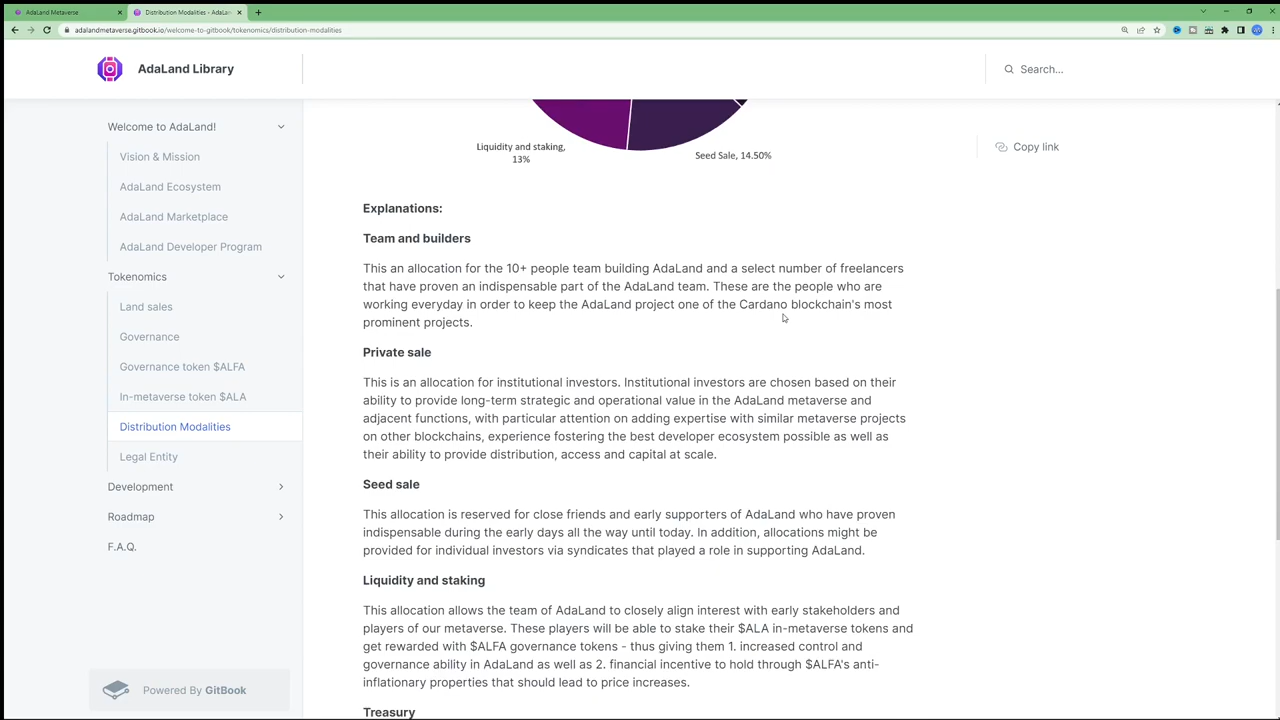 AdaLand Metaverse
Distribution Modalities - AdaLan
adalandmetaverse.gitbook.io/welcome-to-gitbook/tokenomics/distribution-modalities
AdaLand Library
Search...
Welcome to AdaLand!
Vision & Mission
AdaLand Ecosystem
AdaLand Marketplace
AdaLand Developer Program
Tokenomics
Land sales
Governance
Governance token $ALFA
In-metaverse token $ALA
Distribution Modalities
Legal Entity
Development
Roadmap
F.A.Q.
Powered By GitBook
Liquidity and staking,
13%
Seed Sale, 14.50%
Copy link
Explanations:
Team and builders
This an allocation for the 10+ people team building AdaLand and a select number of freelancers
that have proven an indispensable part of the AdaLand team. These are the people who are
working everyday in order to keep the AdaLand project one of the Cardano blockchain's most
prominent projects.
Private sale
This is an allocation for institutional investors. Institutional investors are chosen based on their
ability to provide long-term strategic and operational value in the AdaLand metaverse and
adjacent functions, with particular attention on adding expertise with similar metaverse projects
on other blockchains, experience fostering the best developer ecosystem possible as well as
their ability to provide distribution, access and capital at scale.
Seed sale
This allocation is reserved for close friends and early supporters of AdaLand who have proven
indispensable during the early days all the way until today. In addition, allocations might be
provided for individual investors via syndicates that played a role in supporting AdaLand.
Liquidity and staking
This allocation allows the team of AdaLand to closely align interest with early stakeholders and
players of our metaverse. These players will be able to stake their $ALA in-metaverse tokens and
get rewarded with $ALFA governance tokens - thus giving them 1. increased control and
governance ability in AdaLand as well as 2. financial incentive to hold through $ALFA's anti-
inflationary properties that should lead to price increases.
Treasury